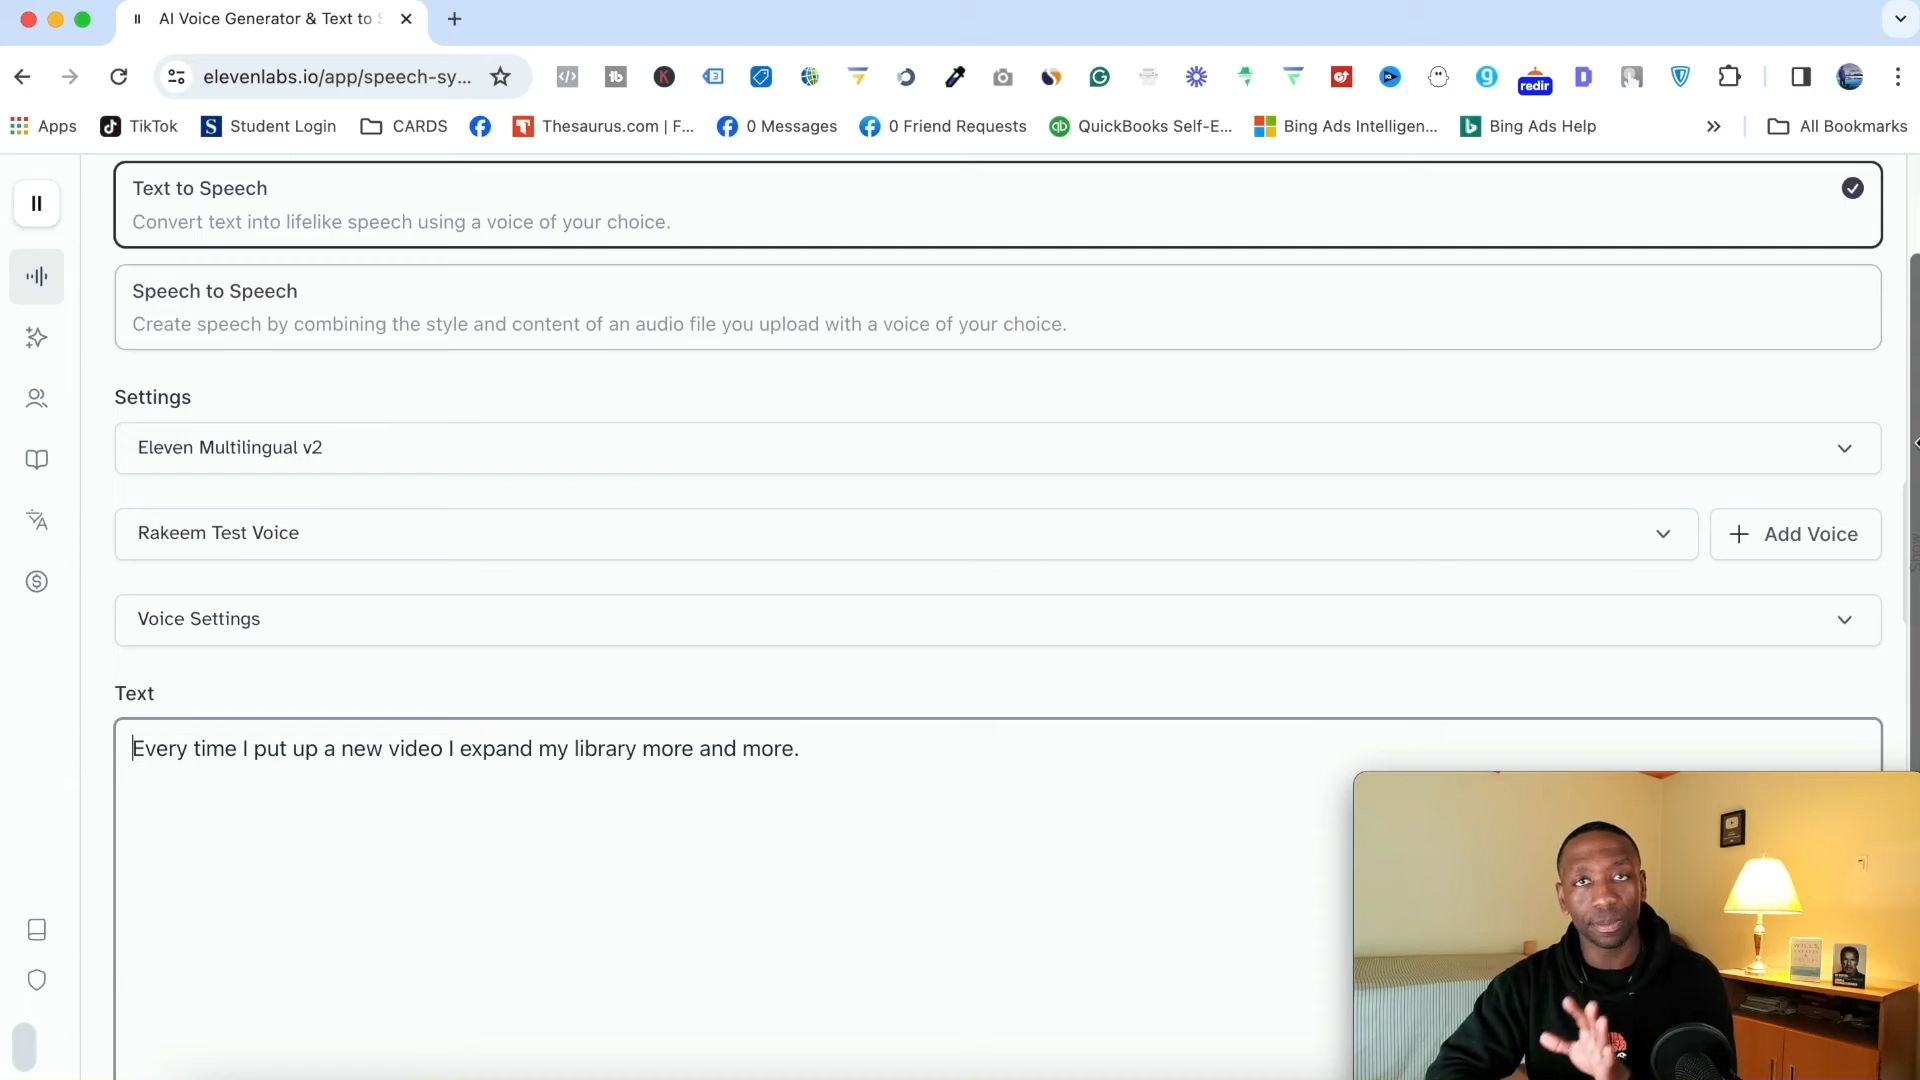 AI Voice Generator & Text to S
elevenlabs.io/app/speech-sy...
redir
Apps
TikTok
Student Login
CARDS
Thesaurus.com | F...
0 Messages
0 Friend Requests
QuickBooks Self-E...
Bing Ads Intelligen...
Bing Ads Help
All Bookmarks
Text to Speech
Convert text into lifelike speech using a voice of your choice.
Speech to Speech
Create speech by combining the style and content of an audio file you upload with a voice of your choice.
Settings
Eleven Multilingual v2
Rakeem Test Voice
Add Voice
Voice Settings
Text
Every time I put up a new video I expand my library more and more.